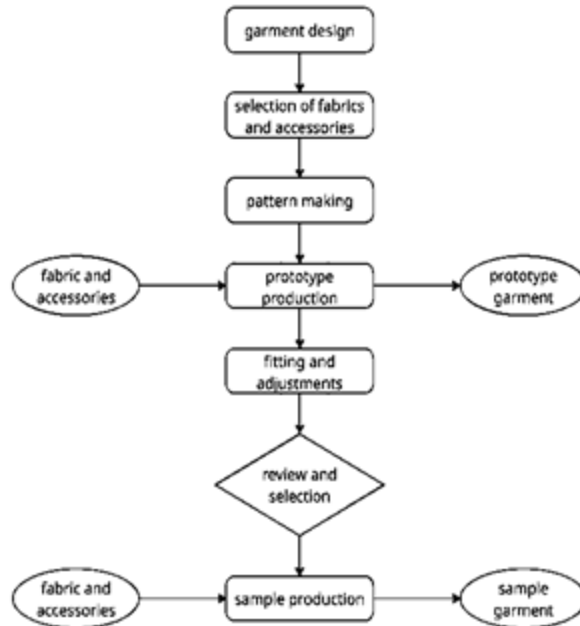 garment design
selection of fabrics
and accessories
pattern making
fabric and
accessories
prototype
production
prototype
garment
fitting and
adjustments
review and
selection
fabric and
accessories
sample production
sample
garment